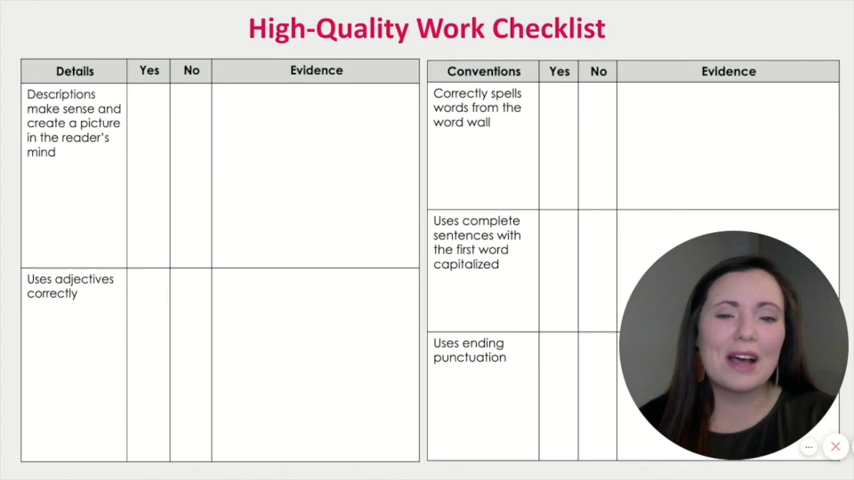 High-Quality Work Checklist
Details Yes No Evidence
Descriptions
make sense and
create a picture
in the reader's
mind
Uses adjectives
correctly
Conventions Yes No Evidence
Correctly spells
words from the
word wall
Uses complete
sentences with
the first word
capitalized
Uses ending
punctuation